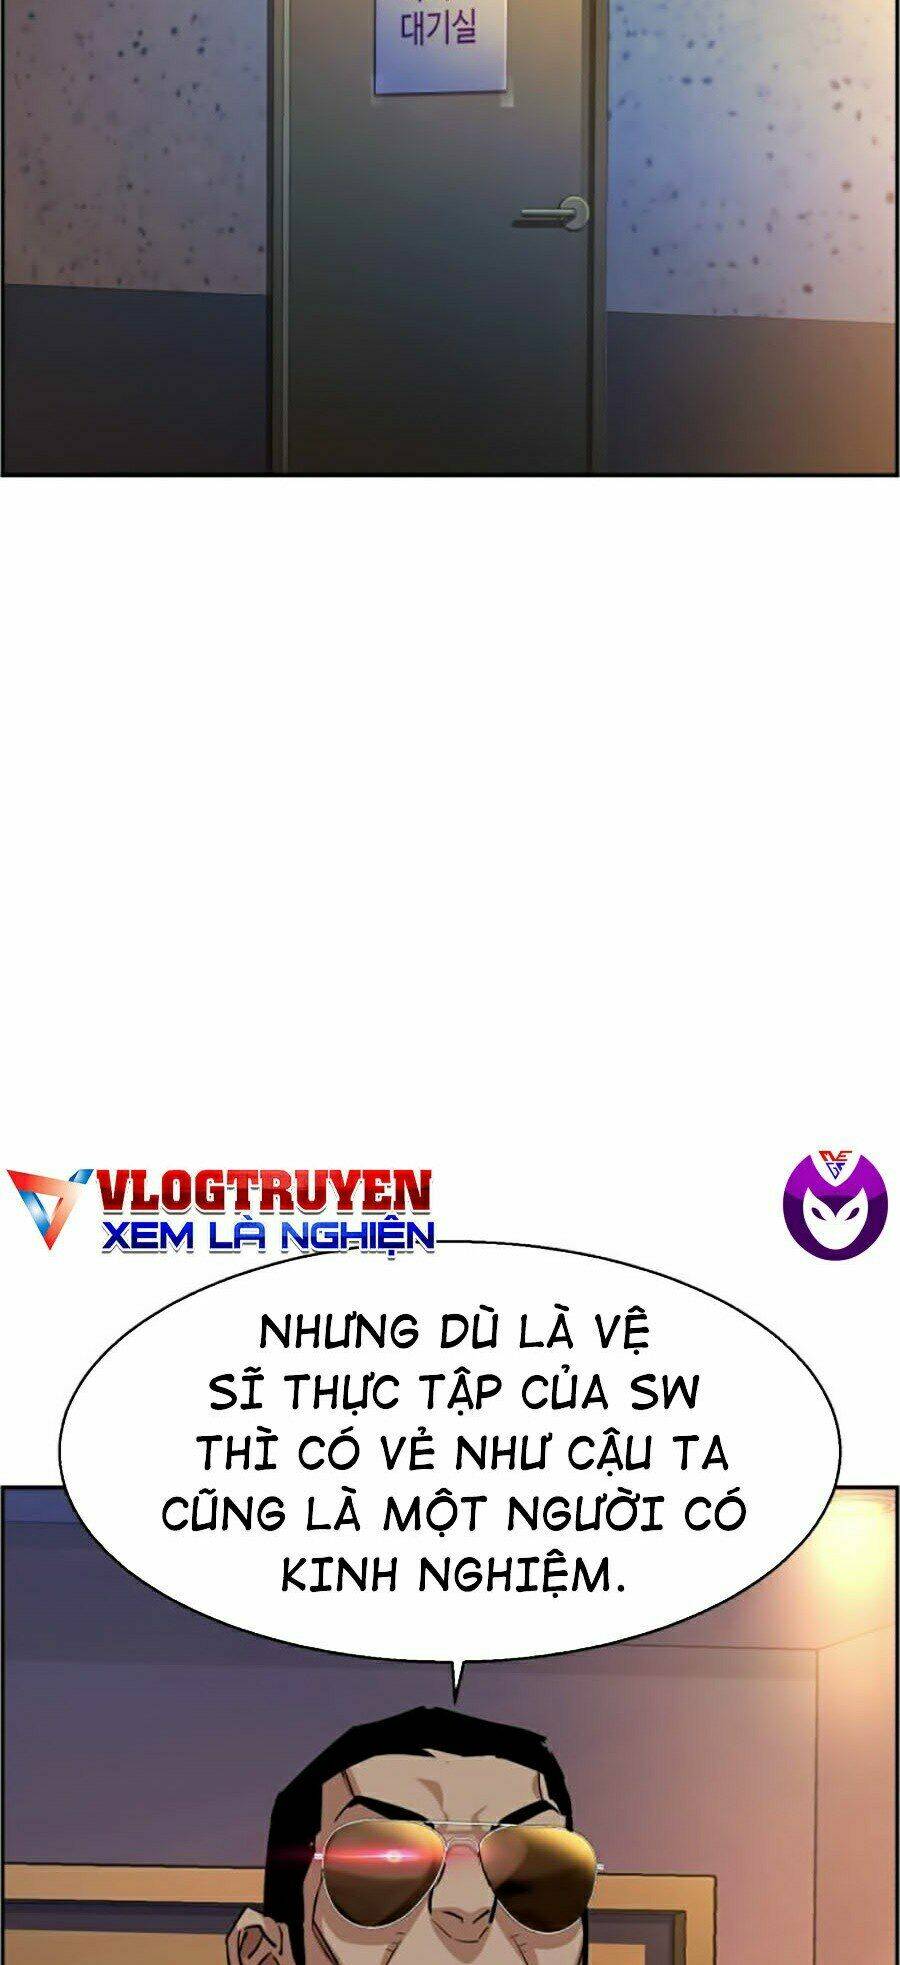 대기실
VLOGTRUYEN
XEM LÀ NGHIỆN
NHƯNG DÙ LÀ VỆ
SĨ THỰC TẬP CỦA SW
THÌ CÓ VẺ NHƯ CẬU TA
CŨNG LÀ MỘT NGƯỜI CÓ
KINH NGHIỆM.